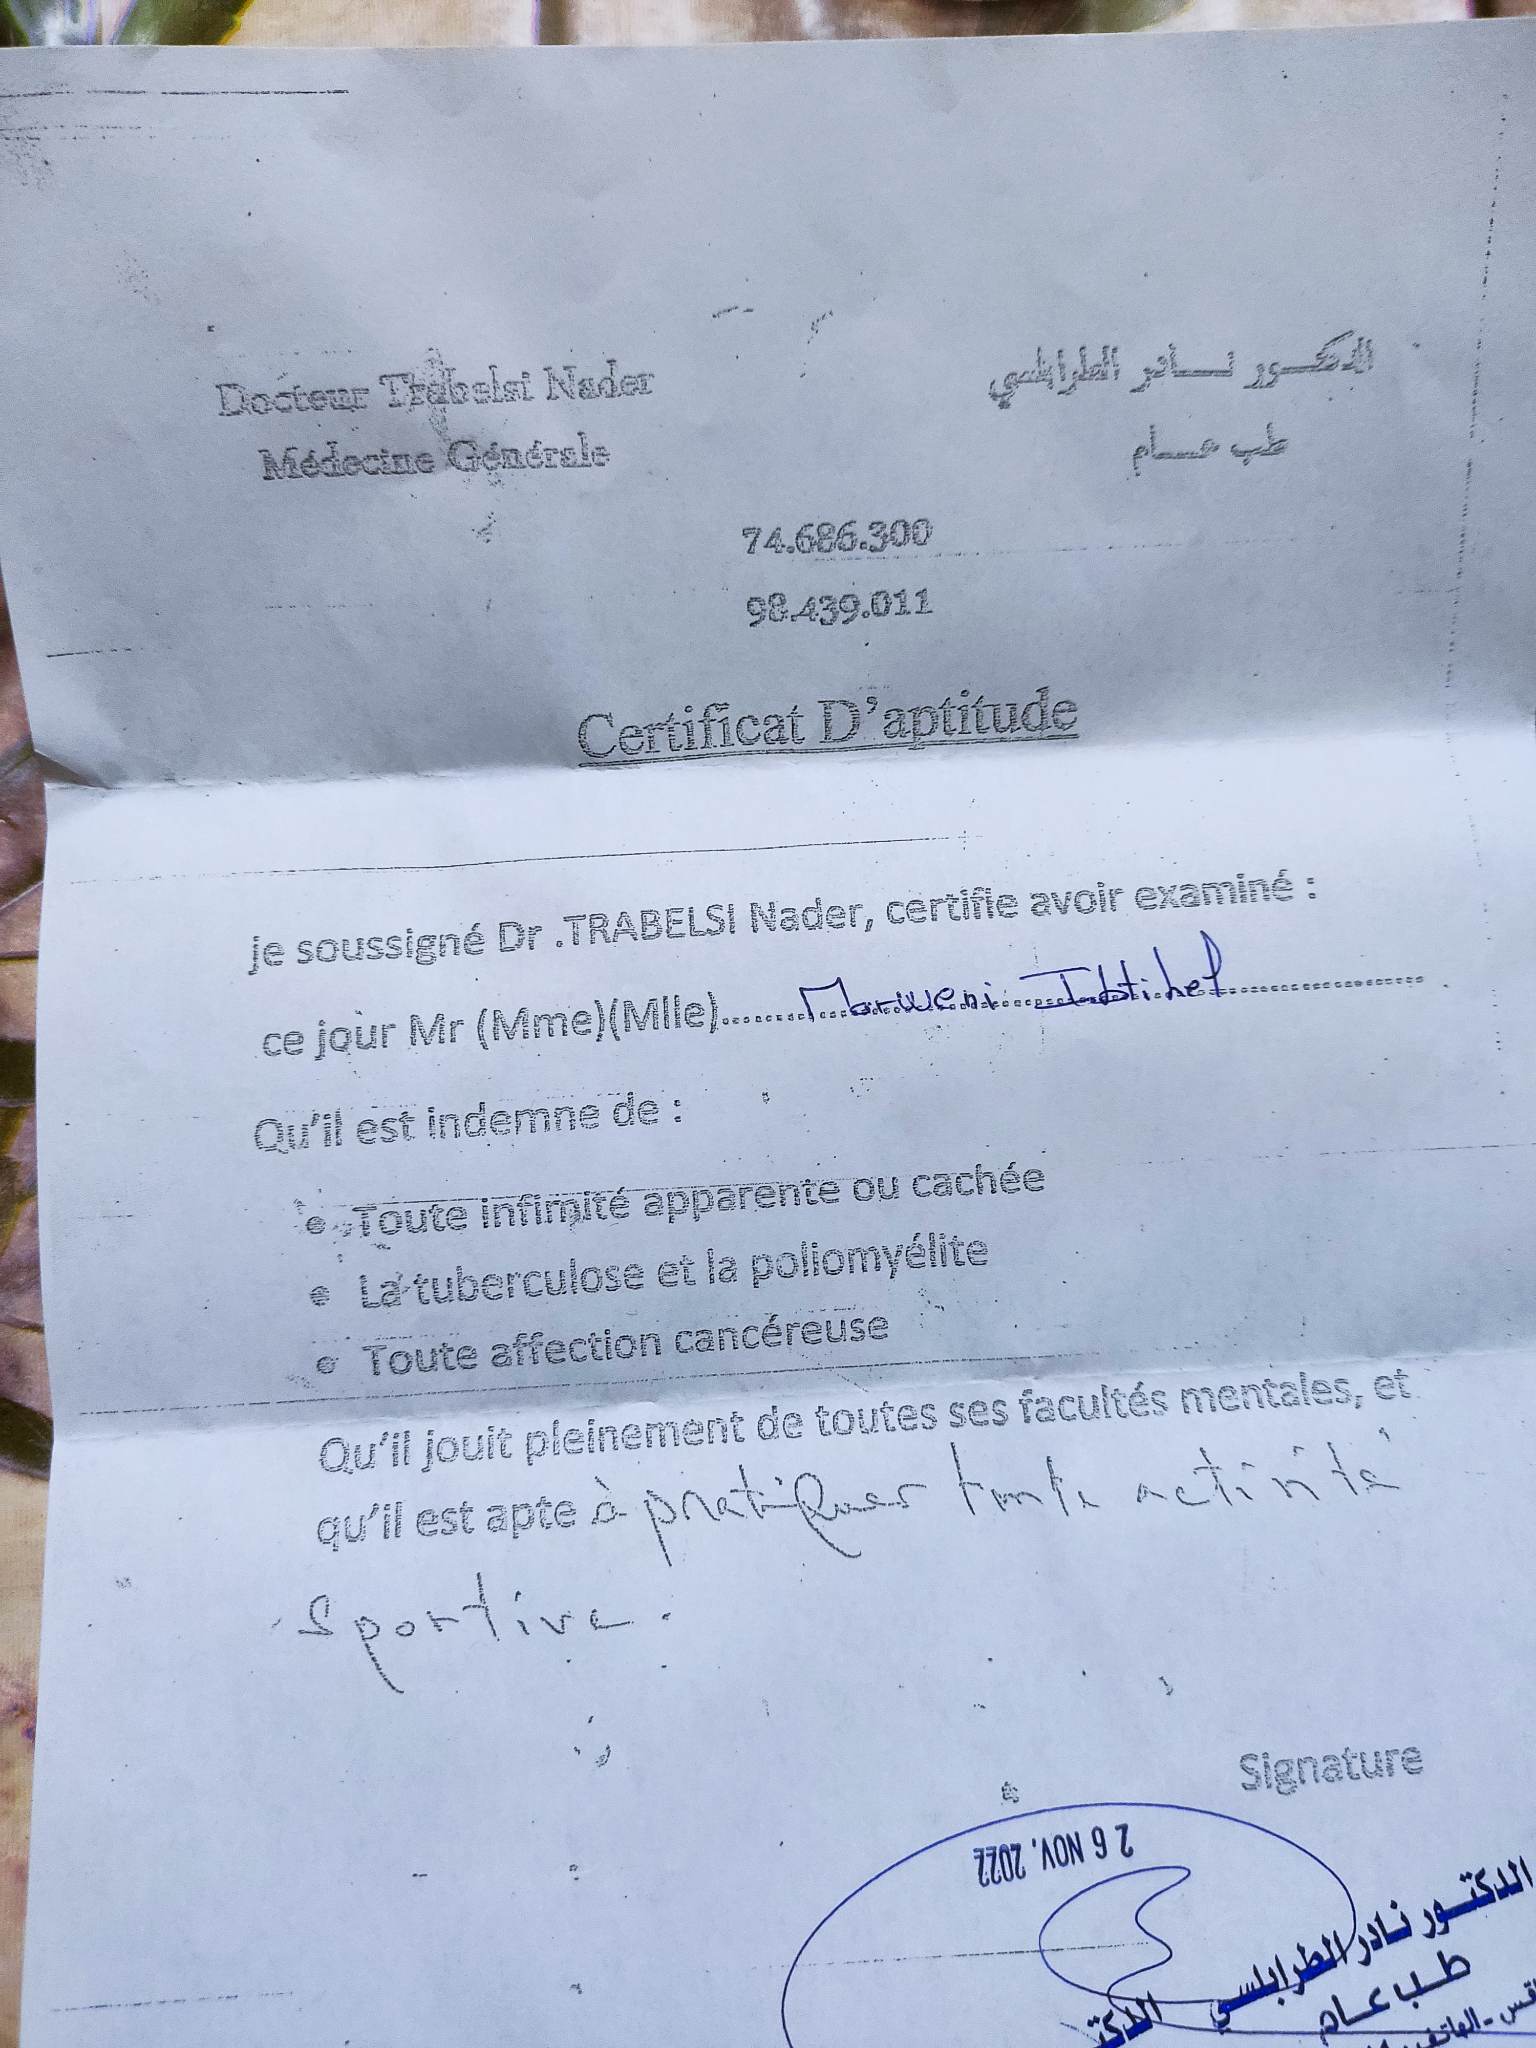 Docteur Trabelsi Nader
الدكتور نادر الطرابلسي
Médecine Générale
طب عام
74.686.300
98.439.011
Certificat D'aptitude
je soussigné Dr .TRABELSI Nader, certifie avoir examiné :
ce jour Mr (Mme)(Mlle)....... Marweni Ibtihel ..................
Qu'il est indemne de :
• Toute infirmité apparente ou cachée
• La tuberculose et la poliomyélite
• Toute affection cancéreuse
Qu'il jouit pleinement de toutes ses facultés mentales, et
qu'il est apte à pratiquer toute activité
sportive.
Signature
26 NOV. 2022
الدكتور نادر الطرابلسي
طب عام